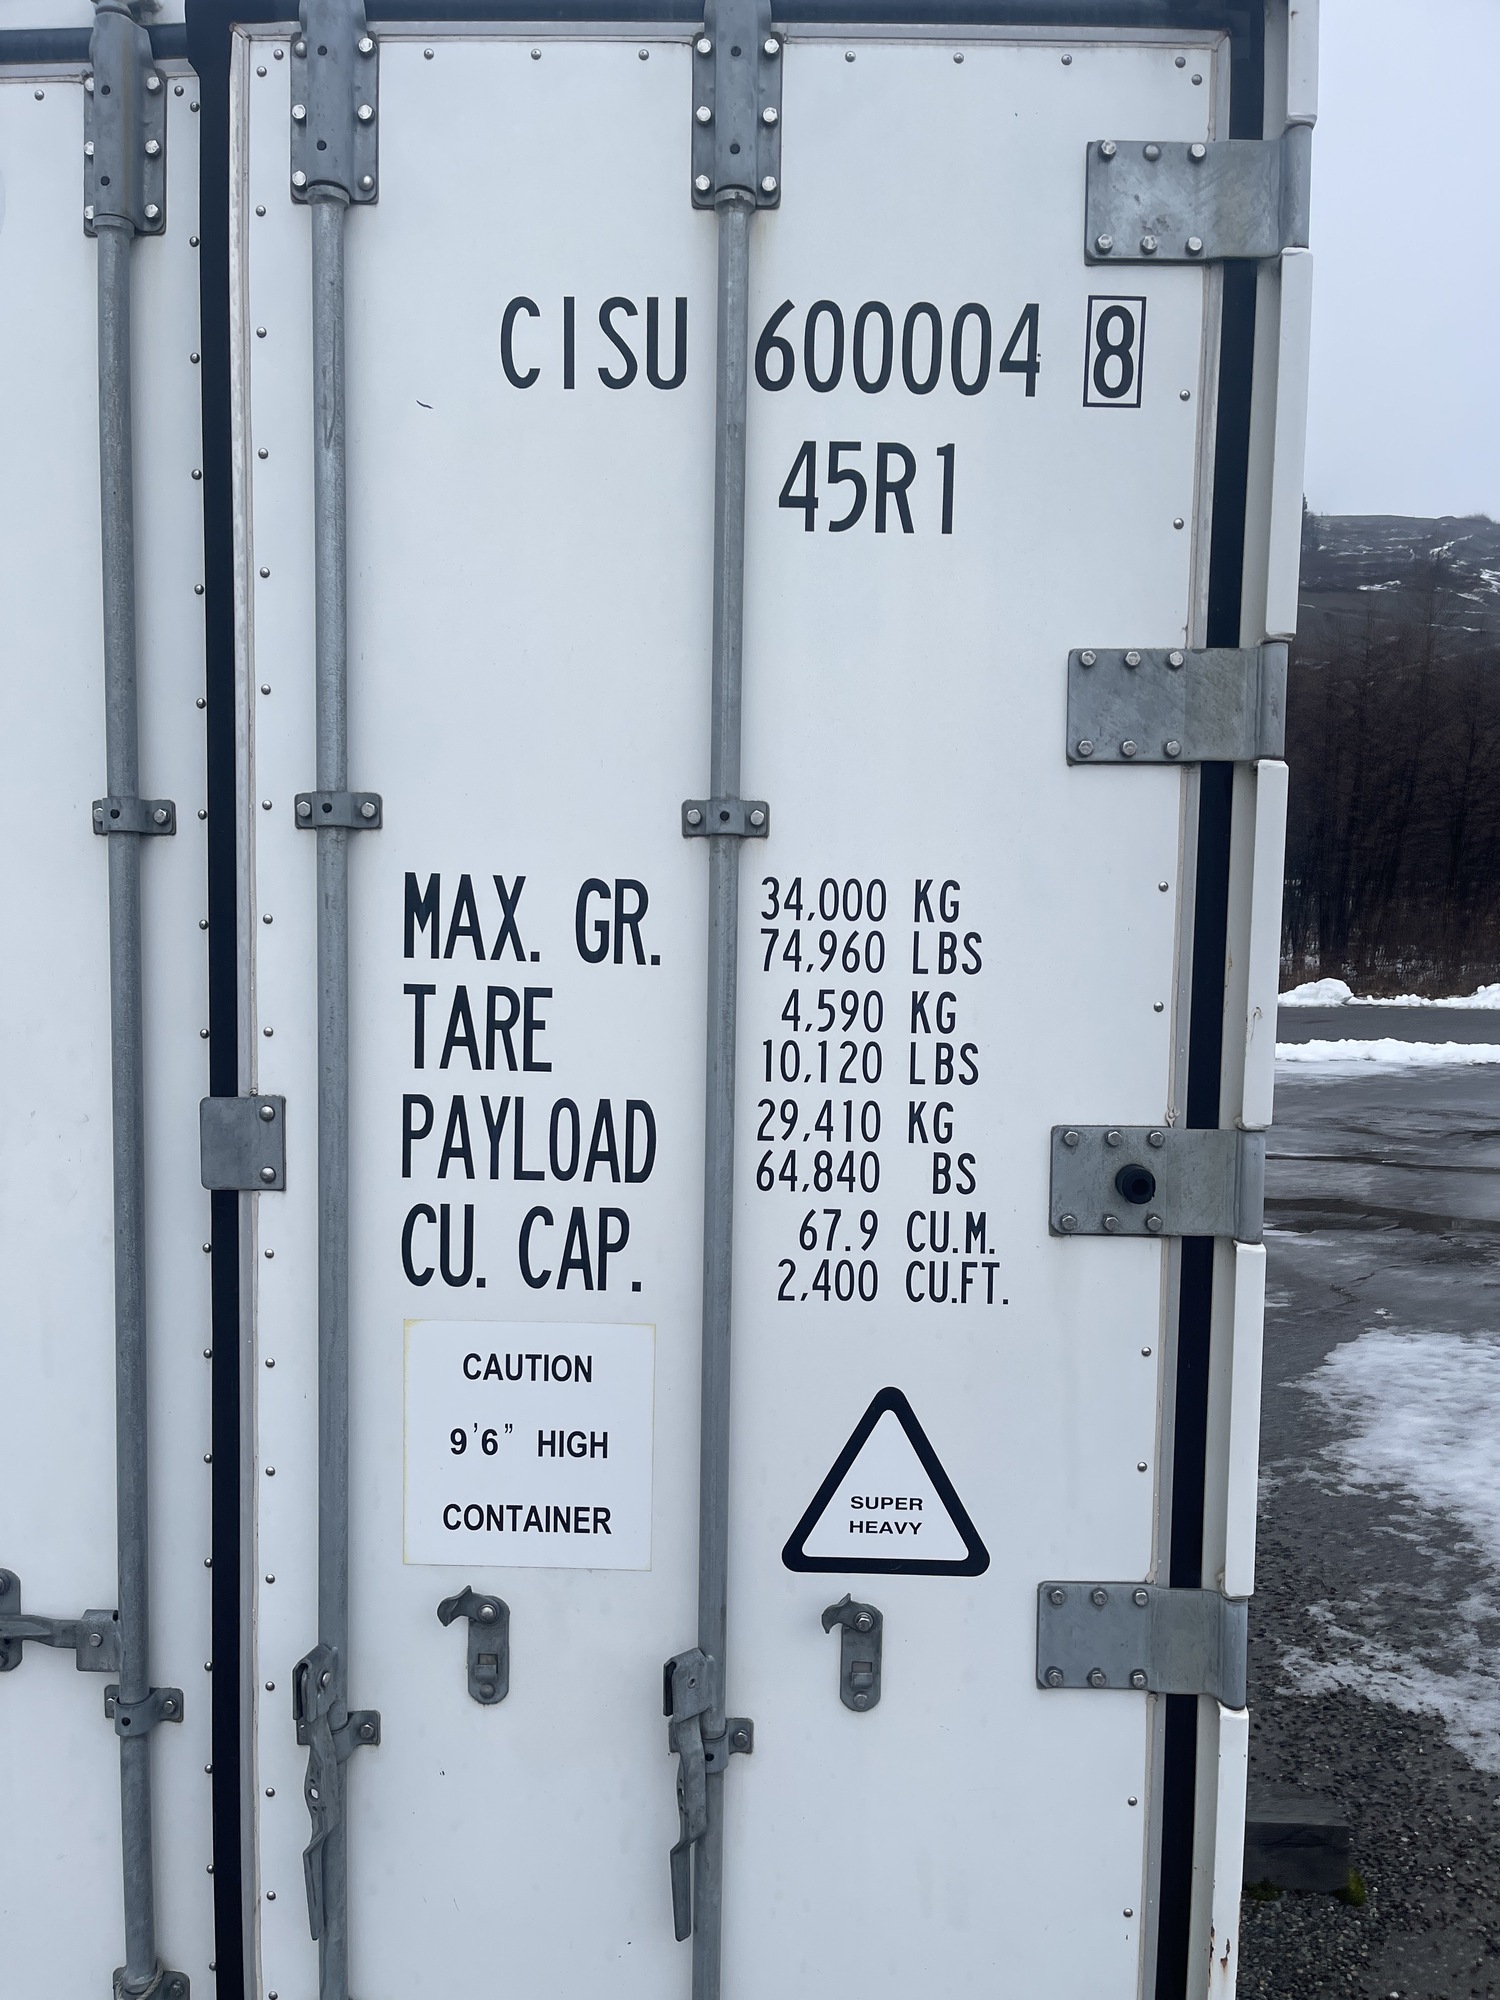 CISU 600004 8
45R1
MAX. GR. 34,000 KG
74,960 LBS
TARE 4,590 KG
10,120 LBS
PAYLOAD 29,410 KG
64,840 BS
CU. CAP. 67.9 CU.M.
2,400 CU.FT.
CAUTION
9'6" HIGH
CONTAINER
SUPER
HEAVY